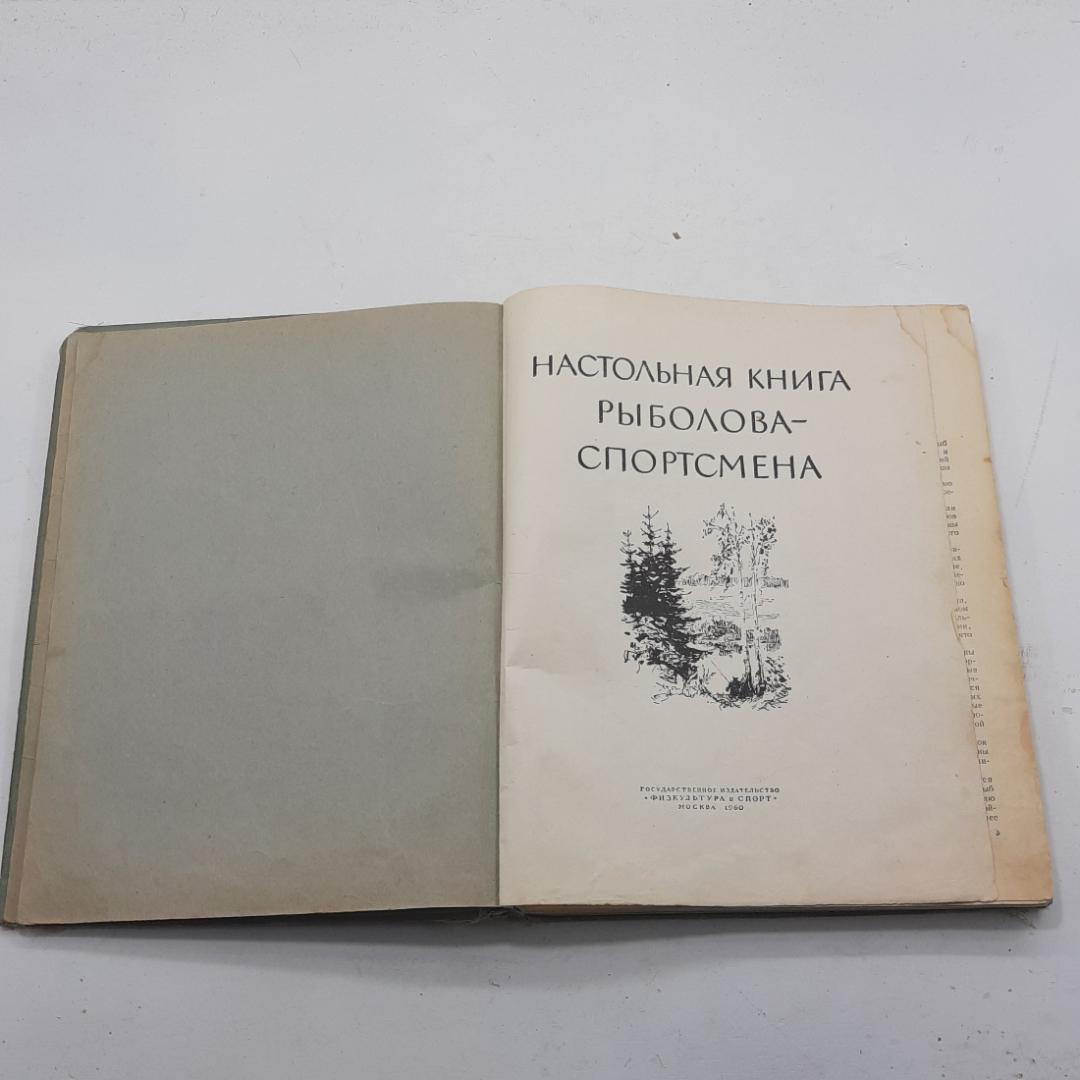 НАСТОЛЬНАЯ КНИГА
РЫБОЛОВА-
СПОРТСМЕНА
ГОСУДАРСТВЕННОЕ ИЗДАТЕЛЬСТВО
«ФИЗКУЛЬТУРА и СПОРТ»
МОСКВА 1960